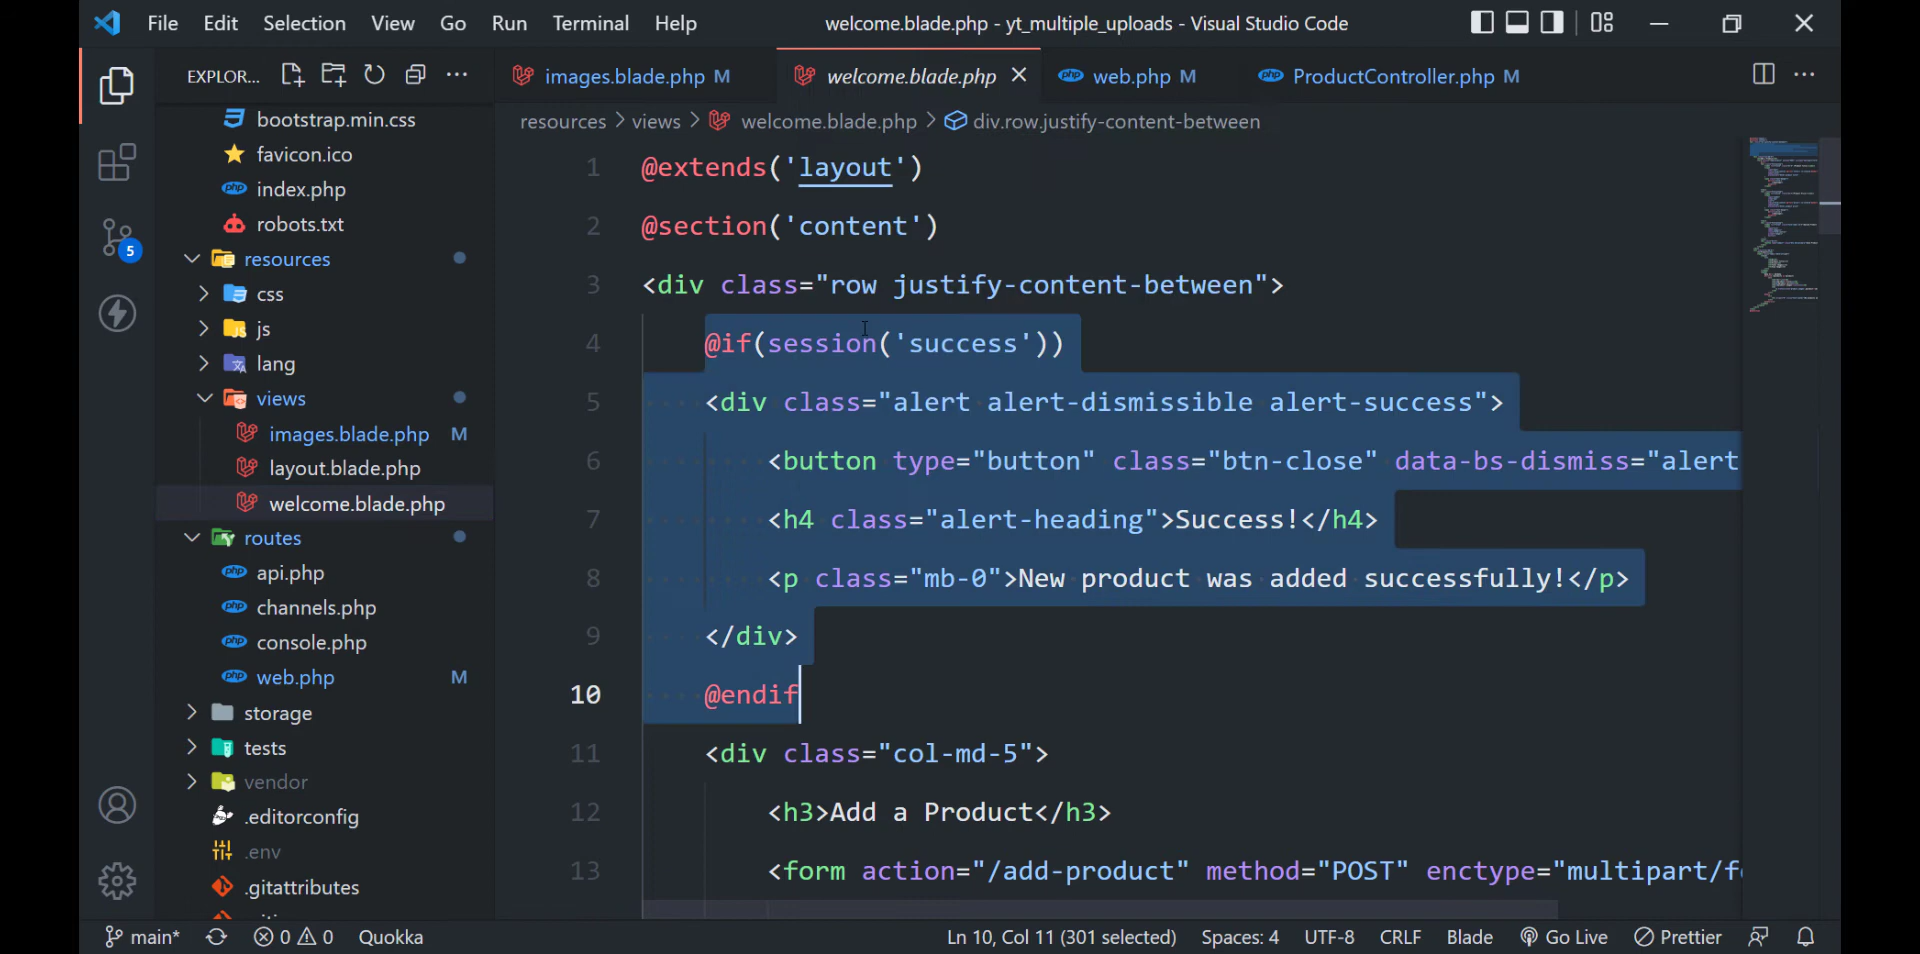 File Edit Selection View Go Run Terminal Help welcome.blade.php - yt_multiple_uploads - Visual Studio Code
EXPLOR... ...
images.blade.php M welcome.blade.php web.php M ProductController.php M
resources > views > welcome.blade.php > div.row.justify-content-between
bootstrap.min.css
favicon.ico
index.php
robots.txt
resources
css
js
lang
views
images.blade.php M
layout.blade.php
welcome.blade.php
routes
api.php
channels.php
console.php
web.php M
storage
tests
vendor
.editorconfig
.env
.gitattributes
5
1 @extends('layout')
2 @section('content')
3 <div class="row justify-content-between">
4 @if(session('success'))
5 <div class="alert alert-dismissible alert-success">
6 <button type="button" class="btn-close" data-bs-dismiss="alert
7 <h4 class="alert-heading">Success!</h4>
8 <p class="mb-0">New product was added successfully!</p>
9 </div>
10 @endif
11 <div class="col-md-5">
12 <h3>Add a Product</h3>
13 <form action="/add-product" method="POST" enctype="multipart/fo
main* 0 0 Quokka Ln 10, Col 11 (301 selected) Spaces: 4 UTF-8 CRLF Blade Go Live Prettier